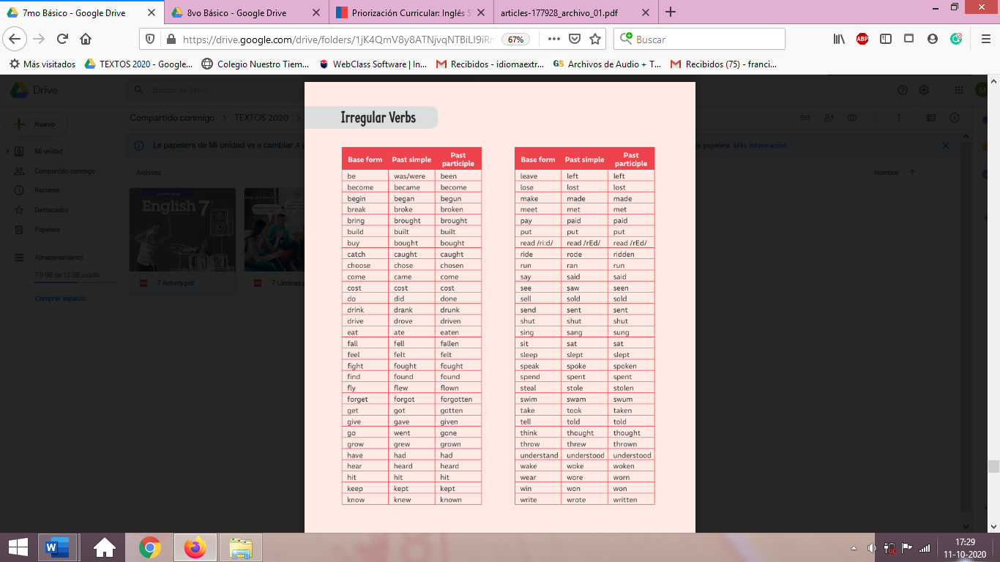 7mo Básico - Google Drive
8vo Básico - Google Drive
Priorización Curricular: Inglés 5
articles-177928_archivo_01.pdf
https://drive.google.com/drive/folders/1jK4QmV8y8ATNjvqNTBiLI9iRm
67%
Buscar
ABP
Más visitados
TEXTOS 2020 - Google...
Colegio Nuestro Tiem...
WebClass Software | In...
Recibidos - idiomaextr...
Archivos de Audio + T...
Recibidos (75) - franci...
Drive
Buscar en Drive
Nuevo
Compartido conmigo > TEXTOS 2020 >
La papelera de Mi unidad va a cambiar
la papelera. Más información
Mi unidad
Compartido conmigo
Reciente
Destacados
Papelera
Almacenamiento
7,9 GB de 15 GB usado
Comprar espacio
Archivos
Nombre
English 7°
7 Activity.pdf
7 Láminas.p
Irregular Verbs
Base form Past simple Past participle
be was/were been
become became become
begin began begun
break broke broken
bring brought brought
build built built
buy bought bought
catch caught caught
choose chose chosen
come came come
cost cost cost
do did done
drink drank drunk
drive drove driven
eat ate eaten
fall fell fallen
feel felt felt
fight fought fought
find found found
fly flew flown
forget forgot forgotten
get got gotten
give gave given
go went gone
grow grew grown
have had had
hear heard heard
hit hit hit
keep kept kept
know knew known
Base form Past simple Past participle
leave left left
lose lost lost
make made made
meet met met
pay paid paid
put put put
read /ri:d/ read /rEd/ read /rEd/
ride rode ridden
run ran run
say said said
see saw seen
sell sold sold
send sent sent
shut shut shut
sing sang sung
sit sat sat
sleep slept slept
speak spoke spoken
spend spent spent
steal stole stolen
swim swam swum
take took taken
tell told told
think thought thought
throw threw thrown
understand understood understood
wake woke woken
wear wore worn
win won won
write wrote written
17:29
11-10-2020